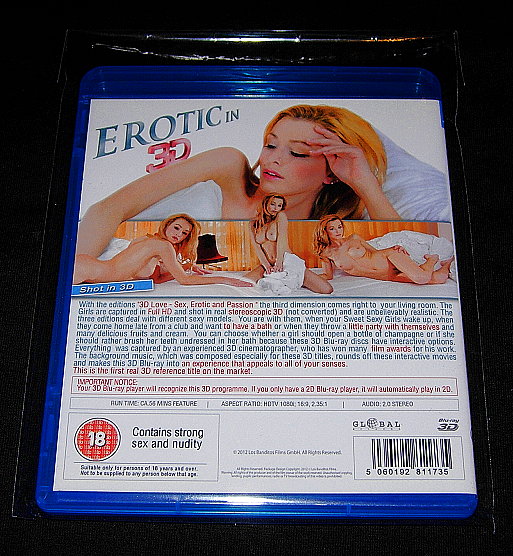 EROTIC IN
3D
Shot in 3D
With the editions "3D Love - Sex, Erotic and Passion " the third dimension comes right to your living room. The
Girls are captured in Full HD and shot in real stereoscopic 3D (not converted) and are unbelievably realistic. The
three editions deal with different sexy models. You are with them, when your Sweet Sexy Girls wake up, when
they come home late from a club and want to have a bath or when they throw a little party with themselves and
many delicious fruits and cream. You can choose whether a girl should open a bottle of champagne or if she
should rather brush her teeth undressed in her bath because these 3D Blu-ray discs have interactive options.
Everything was captured by an experienced 3D cinematographer, who has won many film awards for his work.
The background music, which was composed especially for these 3D titles, rounds off these interactive movies
and makes this 3D Blu-ray into an experience that appeals to all of your senses.
This is the first real 3D reference title on the market.
IMPORTANT NOTICE:
Your 3D Blu-ray player will recognize this 3D programme. If you only have a 2D Blu-ray player, it will automatically play in 2D.
RUN TIME: CA.56 MINS FEATURE
ASPECT RATIO: HDTV 1080i; 16:9, 2.35:1
AUDIO: 2.0 STEREO
18
Contains strong
sex and nudity
Suitable only for persons of 18 years and over.
Not to be supplied to any person below that age.
GLOBAL
Blu-ray
3D
© 2012 Los Banditos Films GmbH. All Rights Reserved.
5 060192 811735